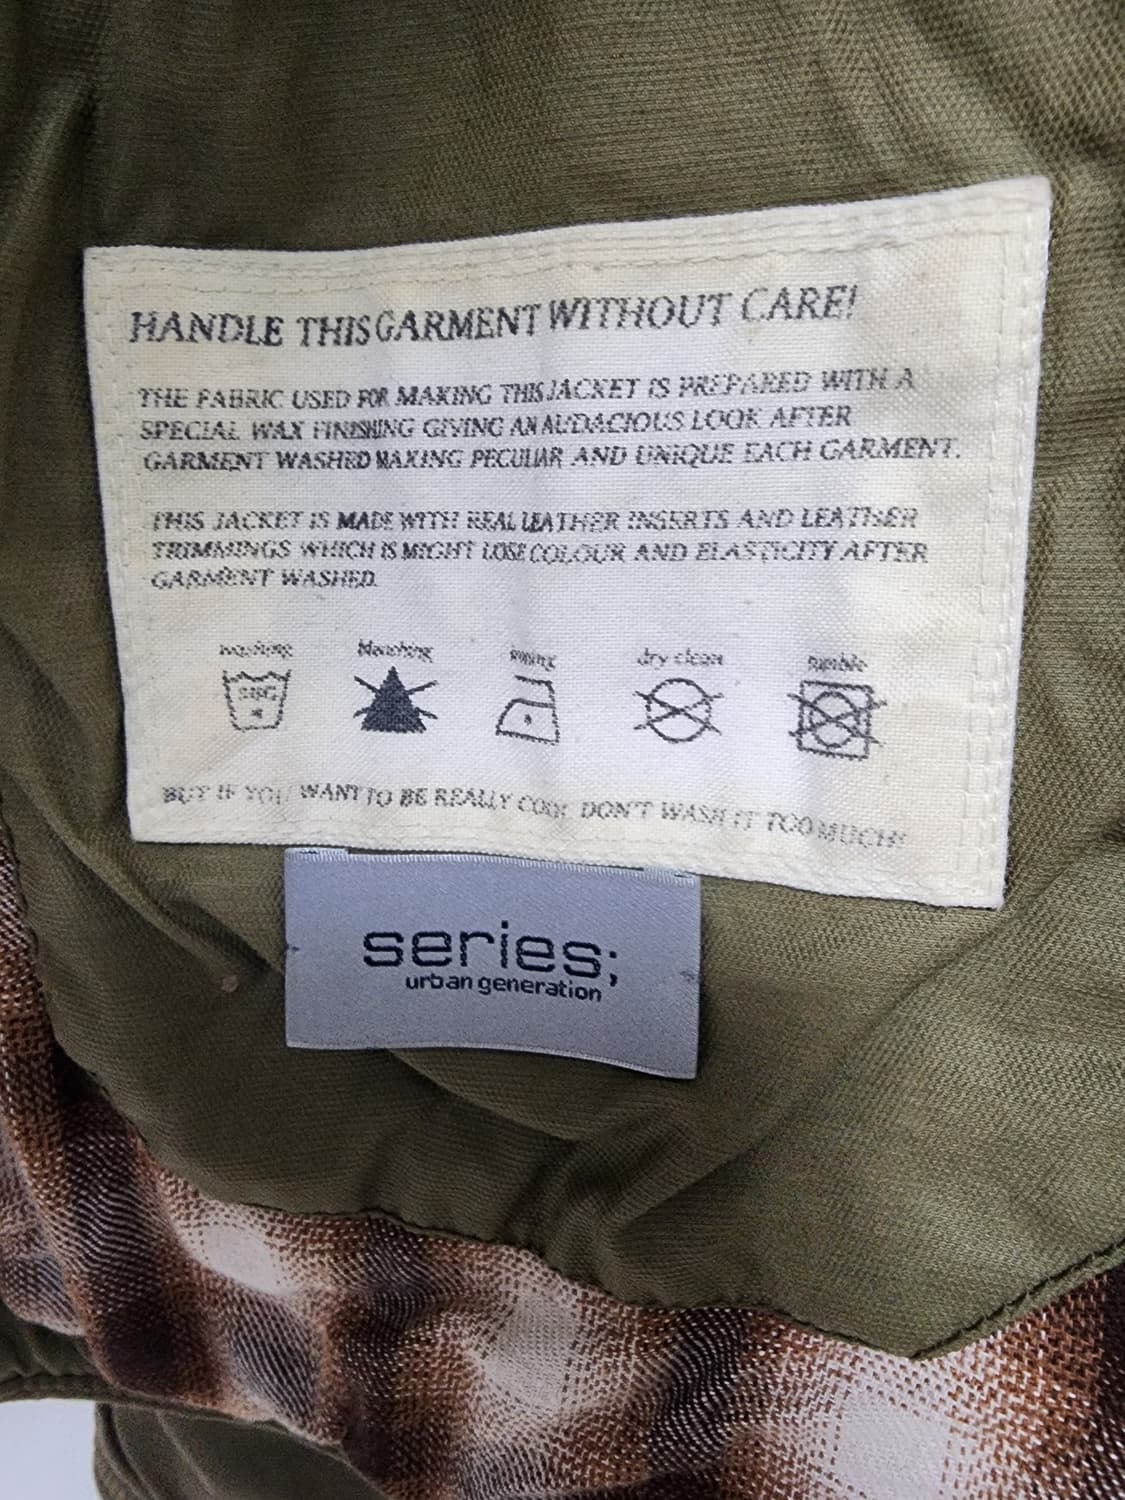 HANDLE THIS GARMENT WITHOUT CARE!
THE FABRIC USED FOR MAKING THIS JACKET IS PREPARED WITH A
SPECIAL WAX FINISHING GIVING AN AUDACIOUS LOOK AFTER
GARMENT WASHED MAKING PECULIAR AND UNIQUE EACH GARMENT.
THIS JACKET IS MADE WITH REAL LEATHER INSERTS AND LEATHER
TRIMMINGS WHICH IS MIGHT LOSE COLOUR AND ELASTICITY AFTER
GARMENT WASHED.
washing bleaching ironing dry clean tumble
BUT IF YOU WANT TO BE REALLY COOL DON'T WASH IT TOO MUCH!!
series;
urban generation